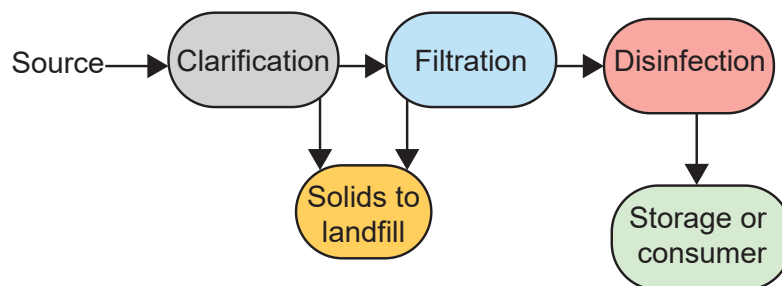 Source
Clarification
Filtration
Disinfection
Solids to
landfill
Storage or
consumer